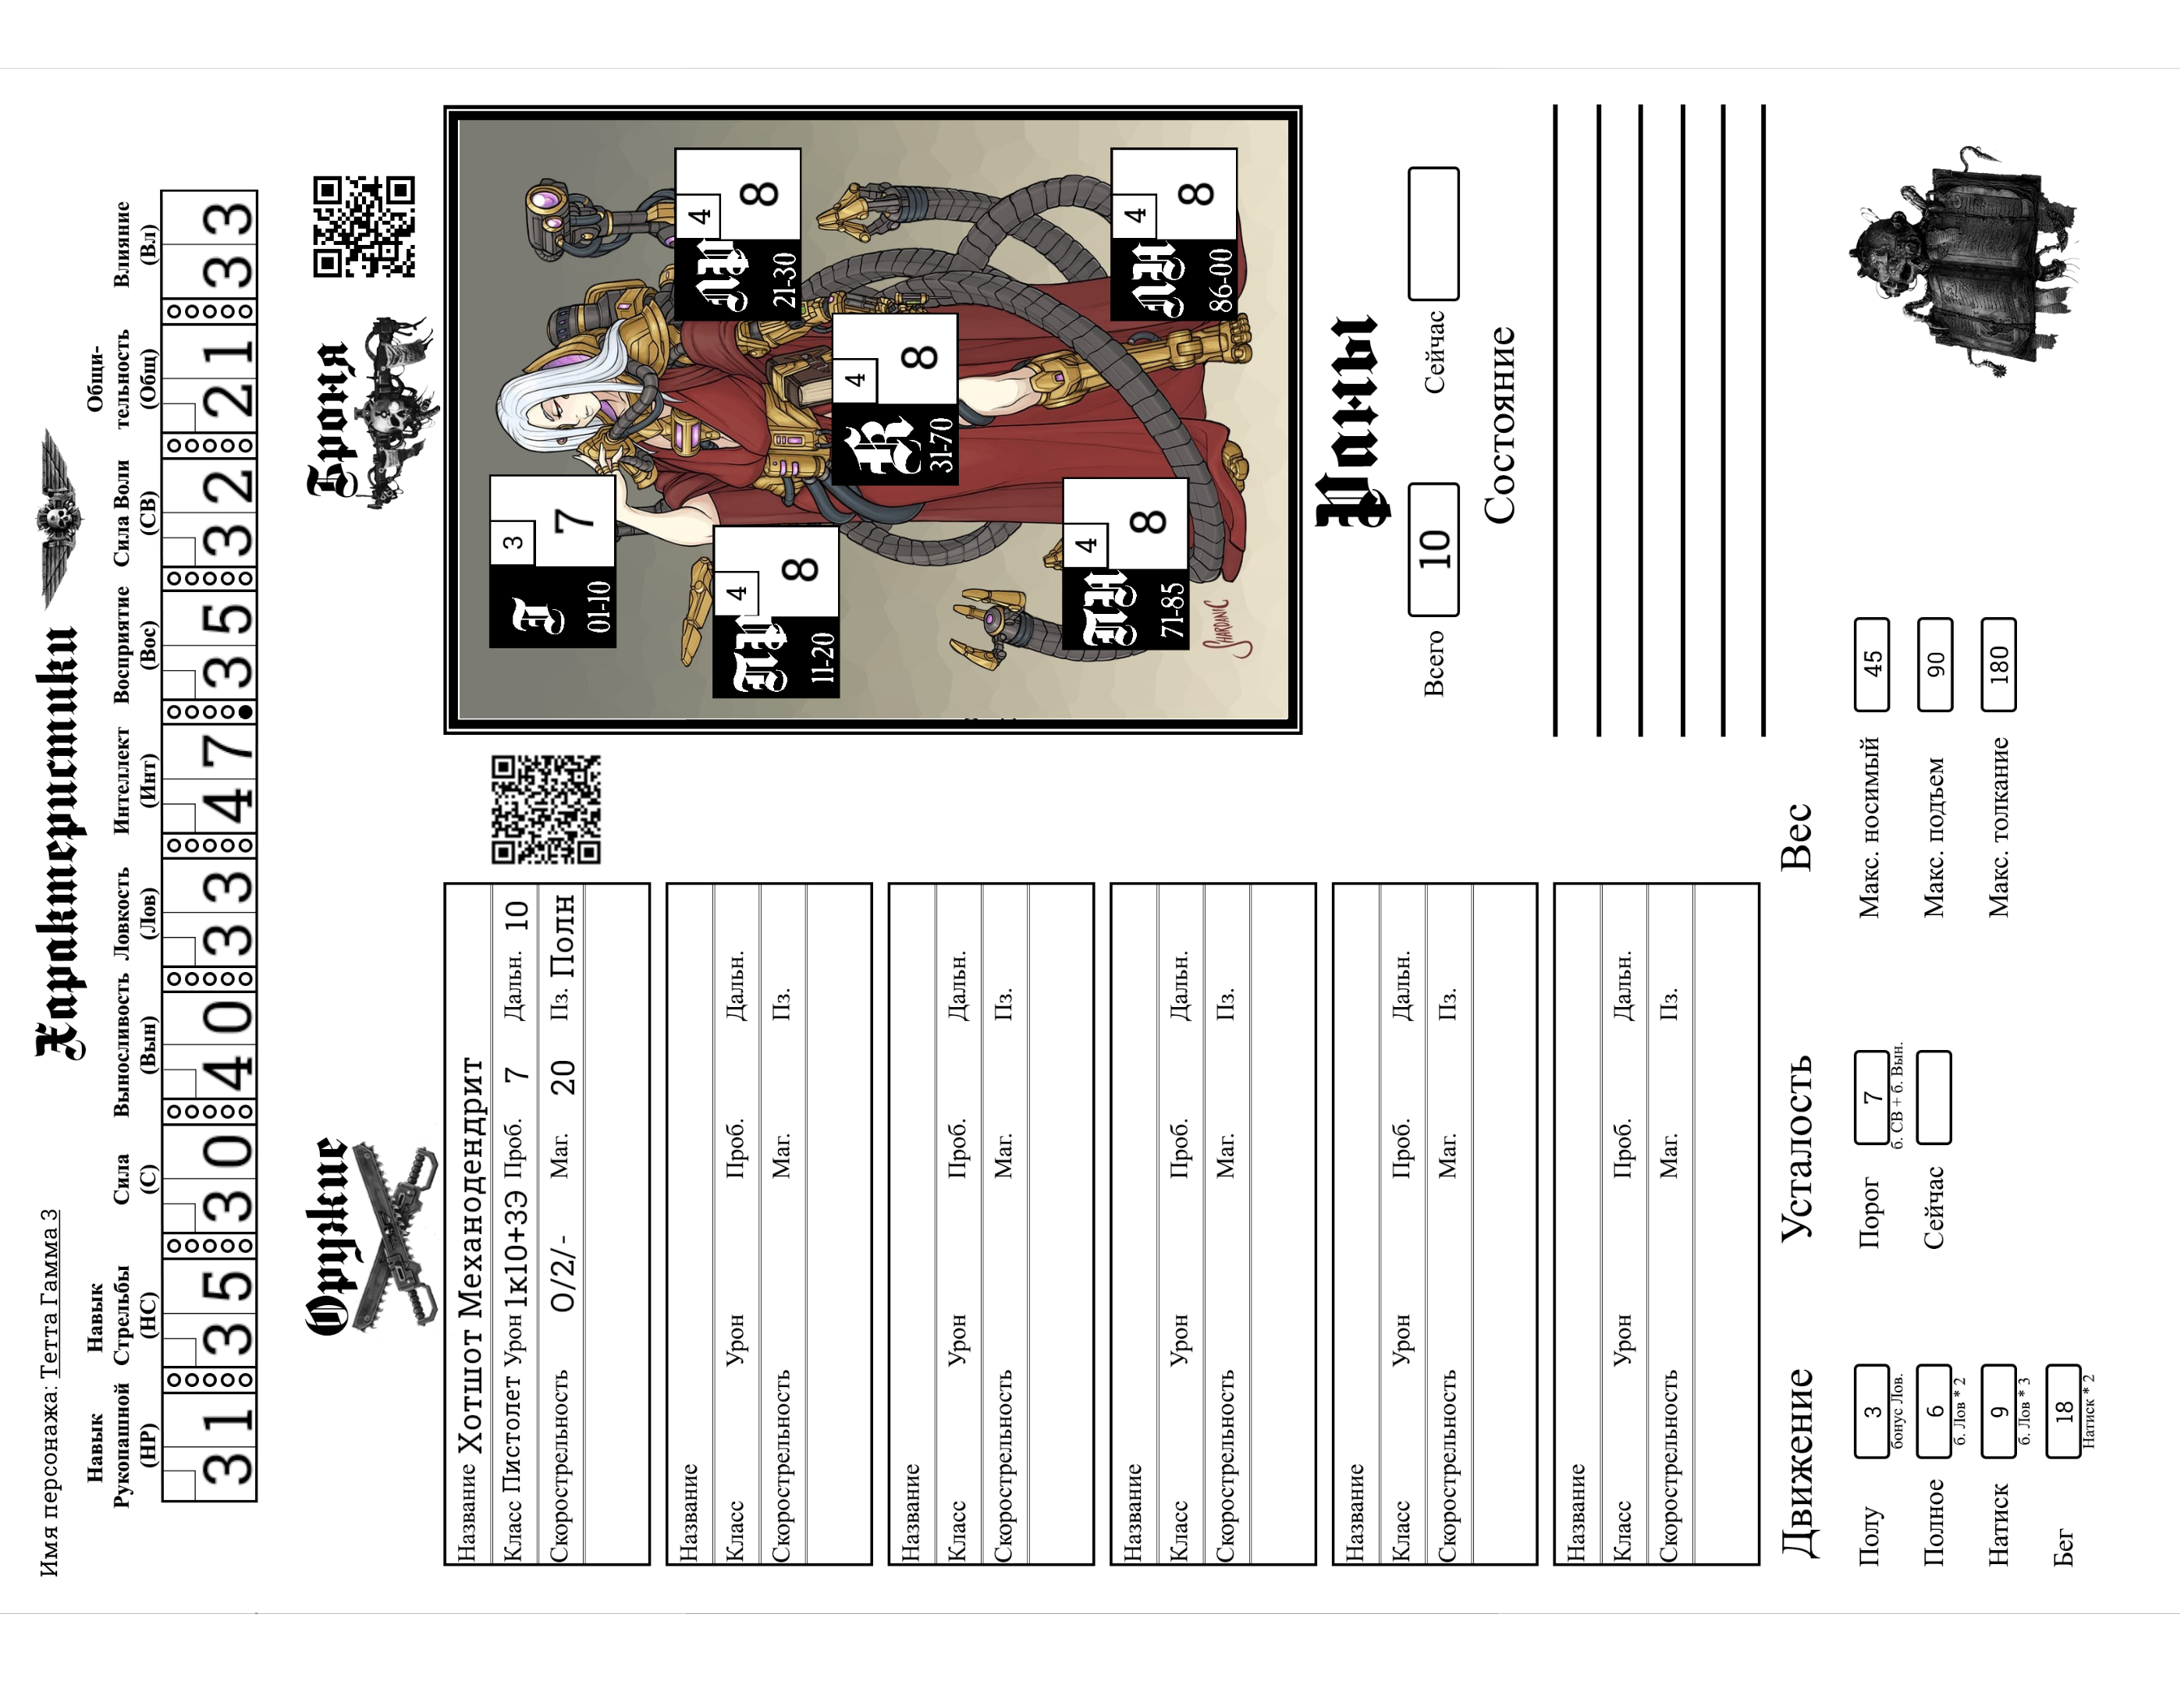 Имя персонажа: Тетта Гамма 3
Характеристики
Навык Рукопашной (НР)
31
Навык Стрельбы (НС)
35
Сила (С)
30
Выносливость (Вын)
40
Ловкость (Лов)
33
Интеллект (Инт)
47
Восприятие (Вос)
35
Сила Воли (СВ)
32
Общи-
тельность (Общ)
21
Влияние (Вл)
33
Оружие
Название Хотшот Механодендрит
Класс Пистолет Урон 1к10+3Э Проб. 7 Дальн. 10
Скорострельность О/2/- Маг. 20 Пз. Полн
Название
Класс Урон Проб. Дальн.
Скорострельность Маг. Пз.
Название
Класс Урон Проб. Дальн.
Скорострельность Маг. Пз.
Название
Класс Урон Проб. Дальн.
Скорострельность Маг. Пз.
Название
Класс Урон Проб. Дальн.
Скорострельность Маг. Пз.
Название
Класс Урон Проб. Дальн.
Скорострельность Маг. Пз.
Броня
Г
01-10
3
7
ПР
11-20
4
8
ЛР
21-30
4
8
К
31-70
4
8
ПН
71-85
4
8
ЛН
86-00
4
8
SHARDANIC
Раны
Всего 10 Сейчас
Состояние
Движение
Полу 3
бонус Лов.
Полное 6
б. Лов * 2
Натиск 9
б. Лов * 3
Бег 18
Натиск * 2
Усталость
Порог 7
б. СВ + б. Вын.
Сейчас
Вес
Макс. носимый 45
Макс. подъем 90
Макс. толкание 180